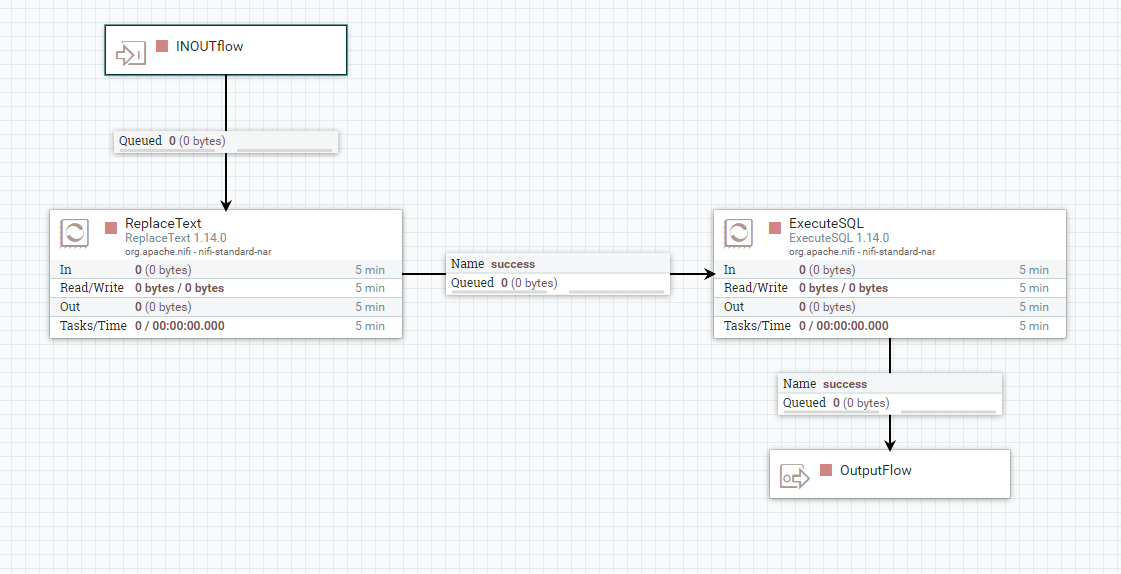 INOUTflow
Queued 0 (0 bytes)
ReplaceText
ReplaceText 1.14.0
org.apache.nifi - nifi-standard-nar
In 0 (0 bytes) 5 min
Read/Write 0 bytes / 0 bytes 5 min
Out 0 (0 bytes) 5 min
Tasks/Time 0 / 00:00:00.000 5 min
Name success
Queued 0 (0 bytes)
ExecuteSQL
ExecuteSQL 1.14.0
org.apache.nifi - nifi-standard-nar
In 0 (0 bytes) 5 min
Read/Write 0 bytes / 0 bytes 5 min
Out 0 (0 bytes) 5 min
Tasks/Time 0 / 00:00:00.000 5 min
Name success
Queued 0 (0 bytes)
OutputFlow